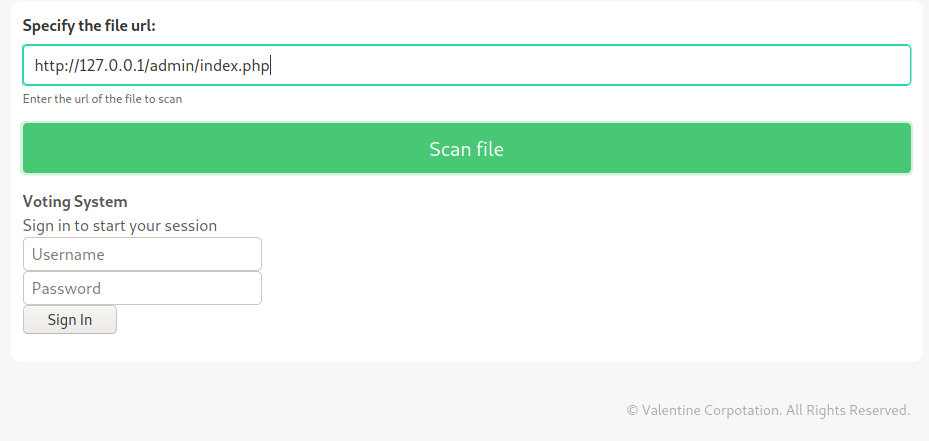 Specify the file url:
http://127.0.0.1/admin/index.php
Enter the url of the file to scan
Scan file
Voting System
Sign in to start your session
Username
Password
Sign In
© Valentine Corpotation. All Rights Reserved.